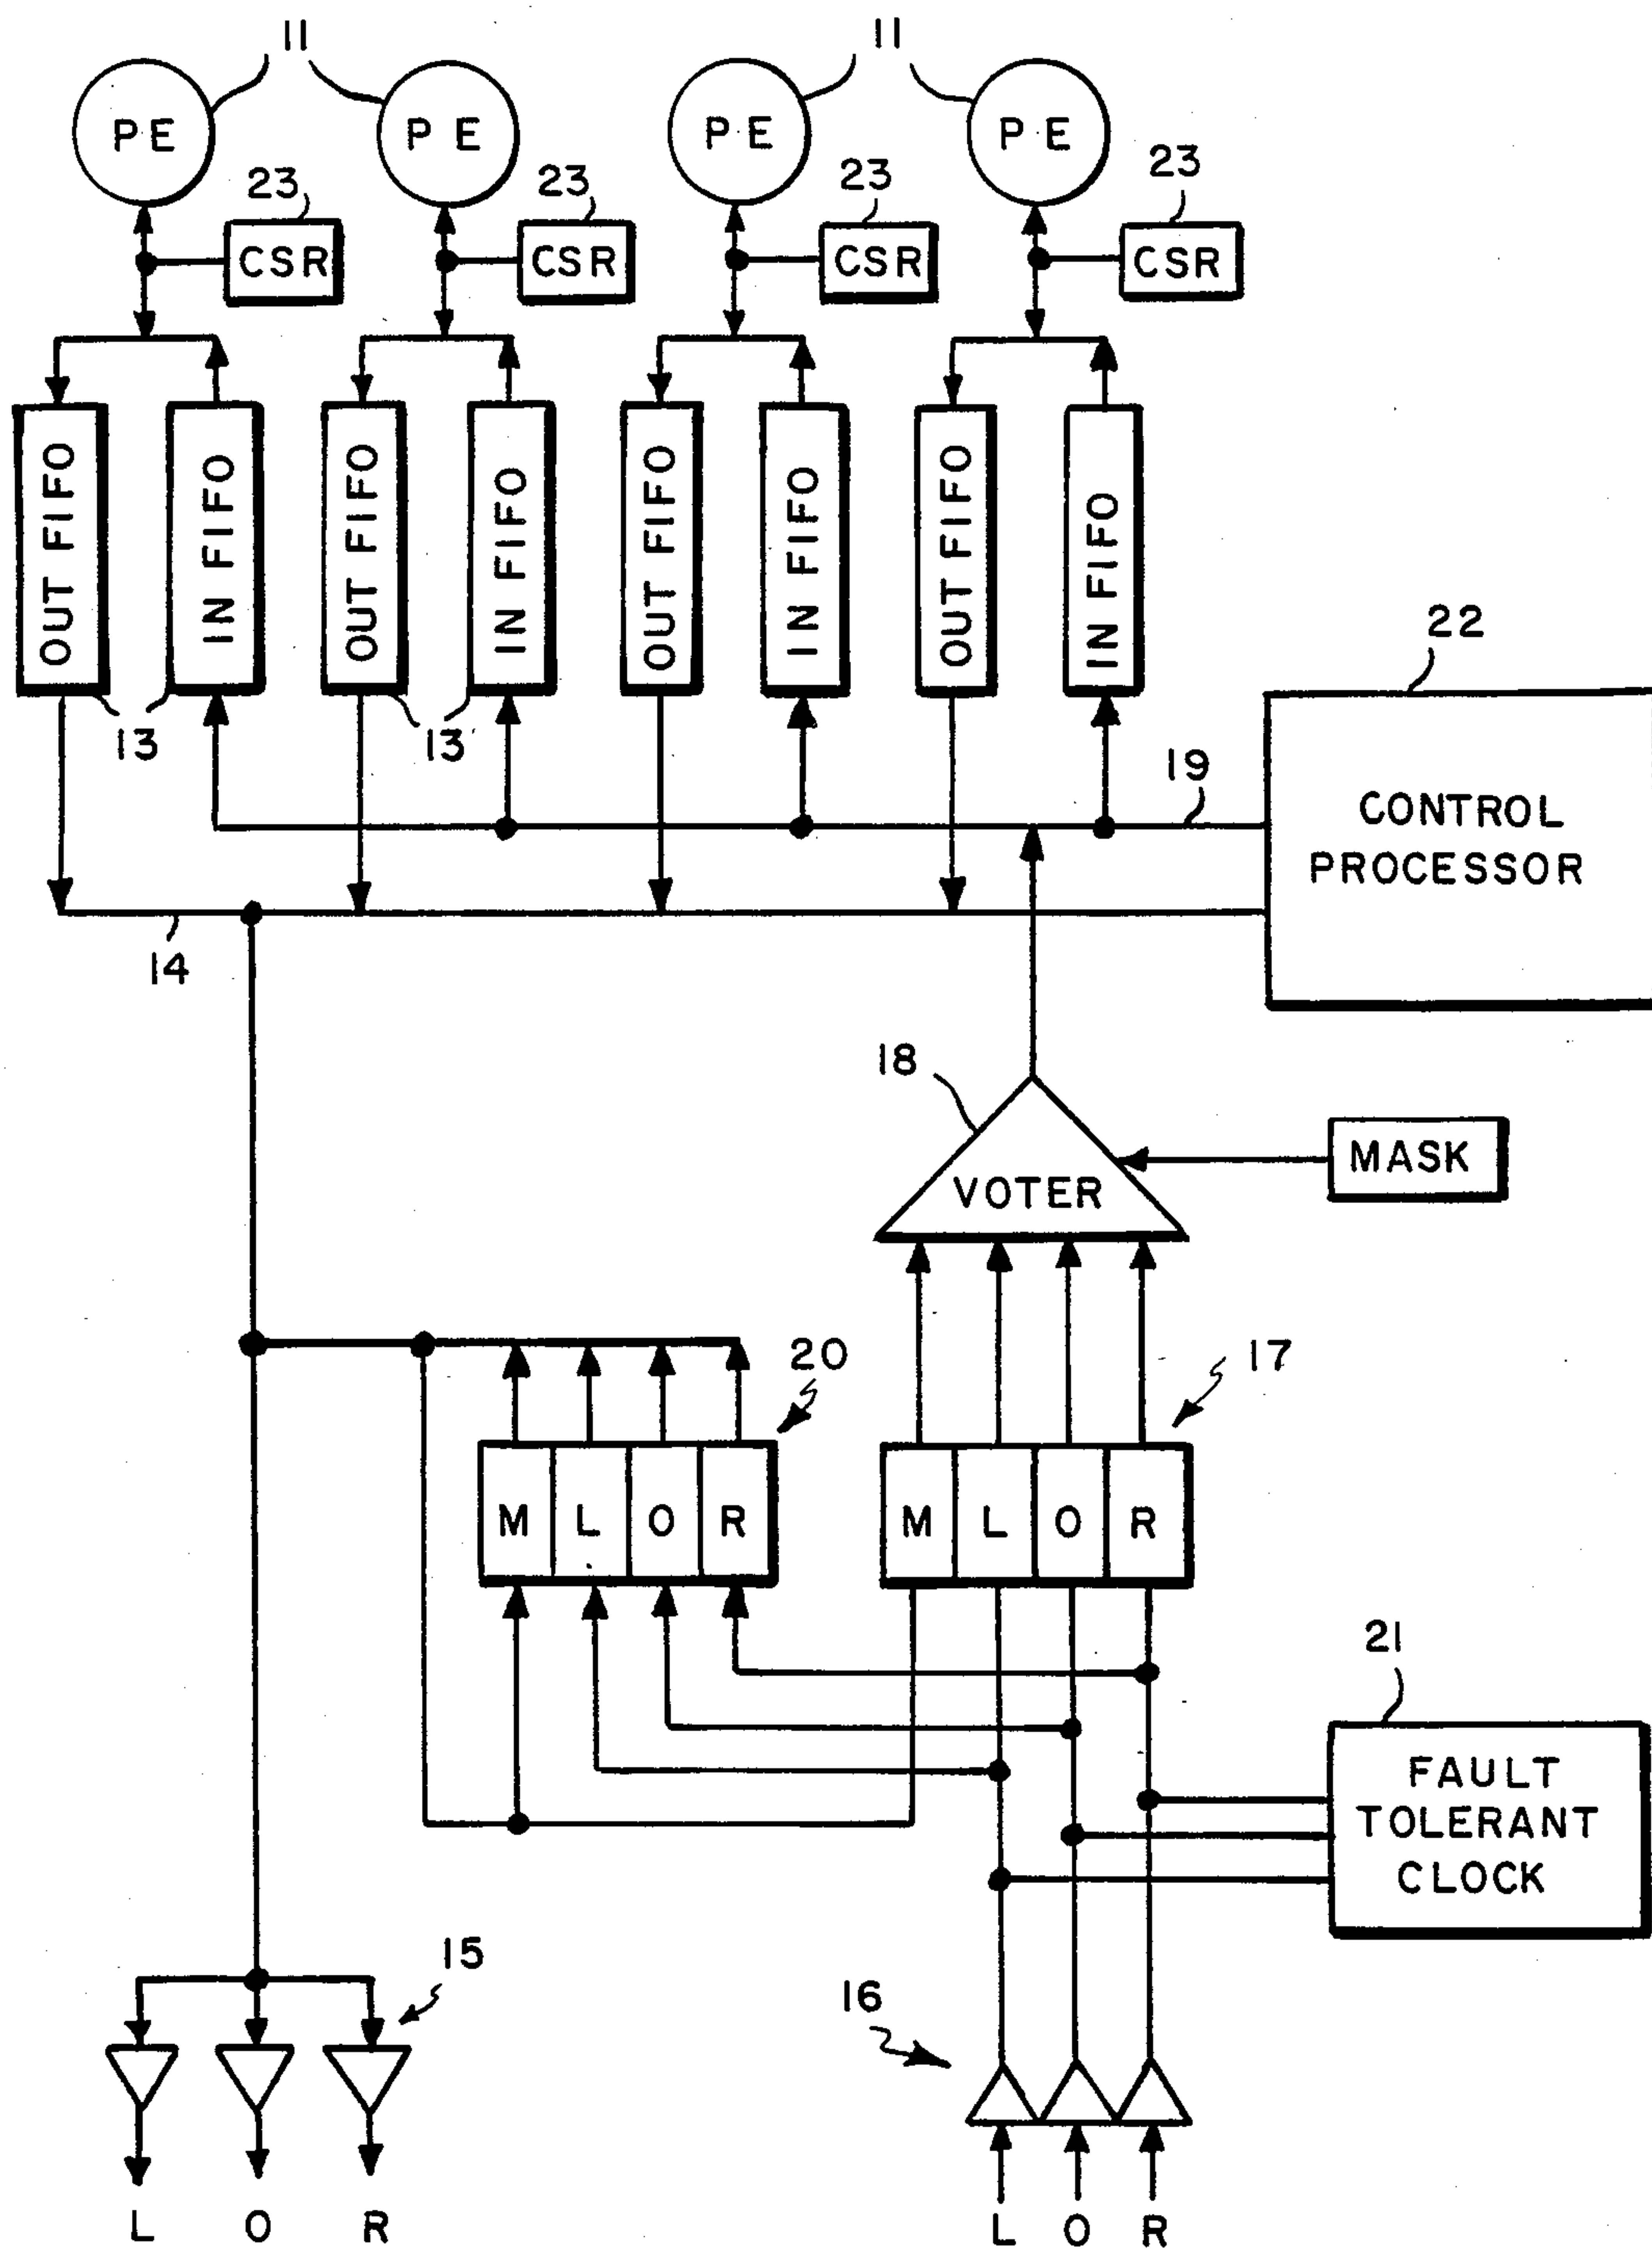 11 11
PE PE PE PE
23 23 23 23
CSR CSR CSR CSR
OUT FIFO IN FIFO OUT FIFO IN FIFO OUT FIFO IN FIFO OUT FIFO IN FIFO
22
13 13
19
CONTROL
PROCESSOR
14
18
MASK
VOTER
20 17
M L O R M L O R
21
FAULT
TOLERANT
CLOCK
15
16
L O R L O R